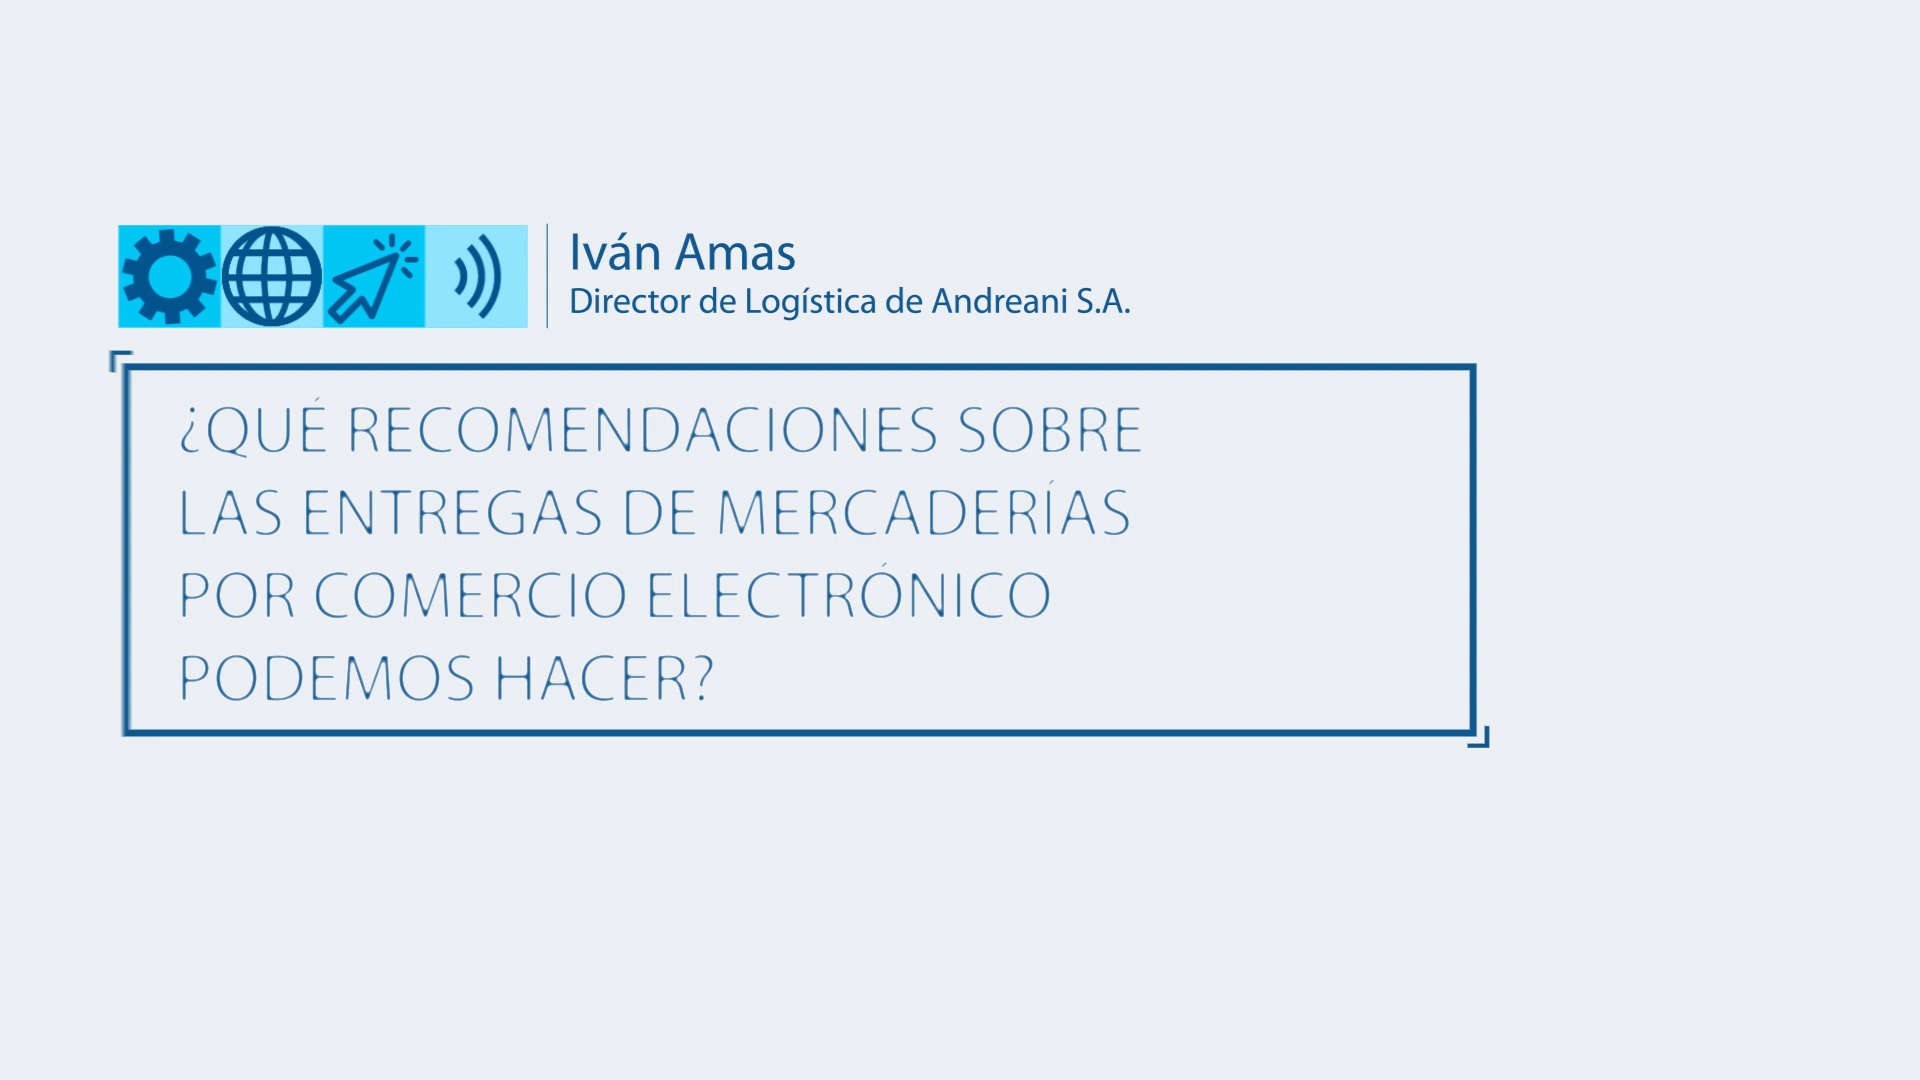 Iván Amas
Director de Logística de Andreani S.A.
¿QUÉ RECOMENDACIONES SOBRE
LAS ENTREGAS DE MERCADERÍAS
POR COMERCIO ELECTRÓNICO
PODEMOS HACER?